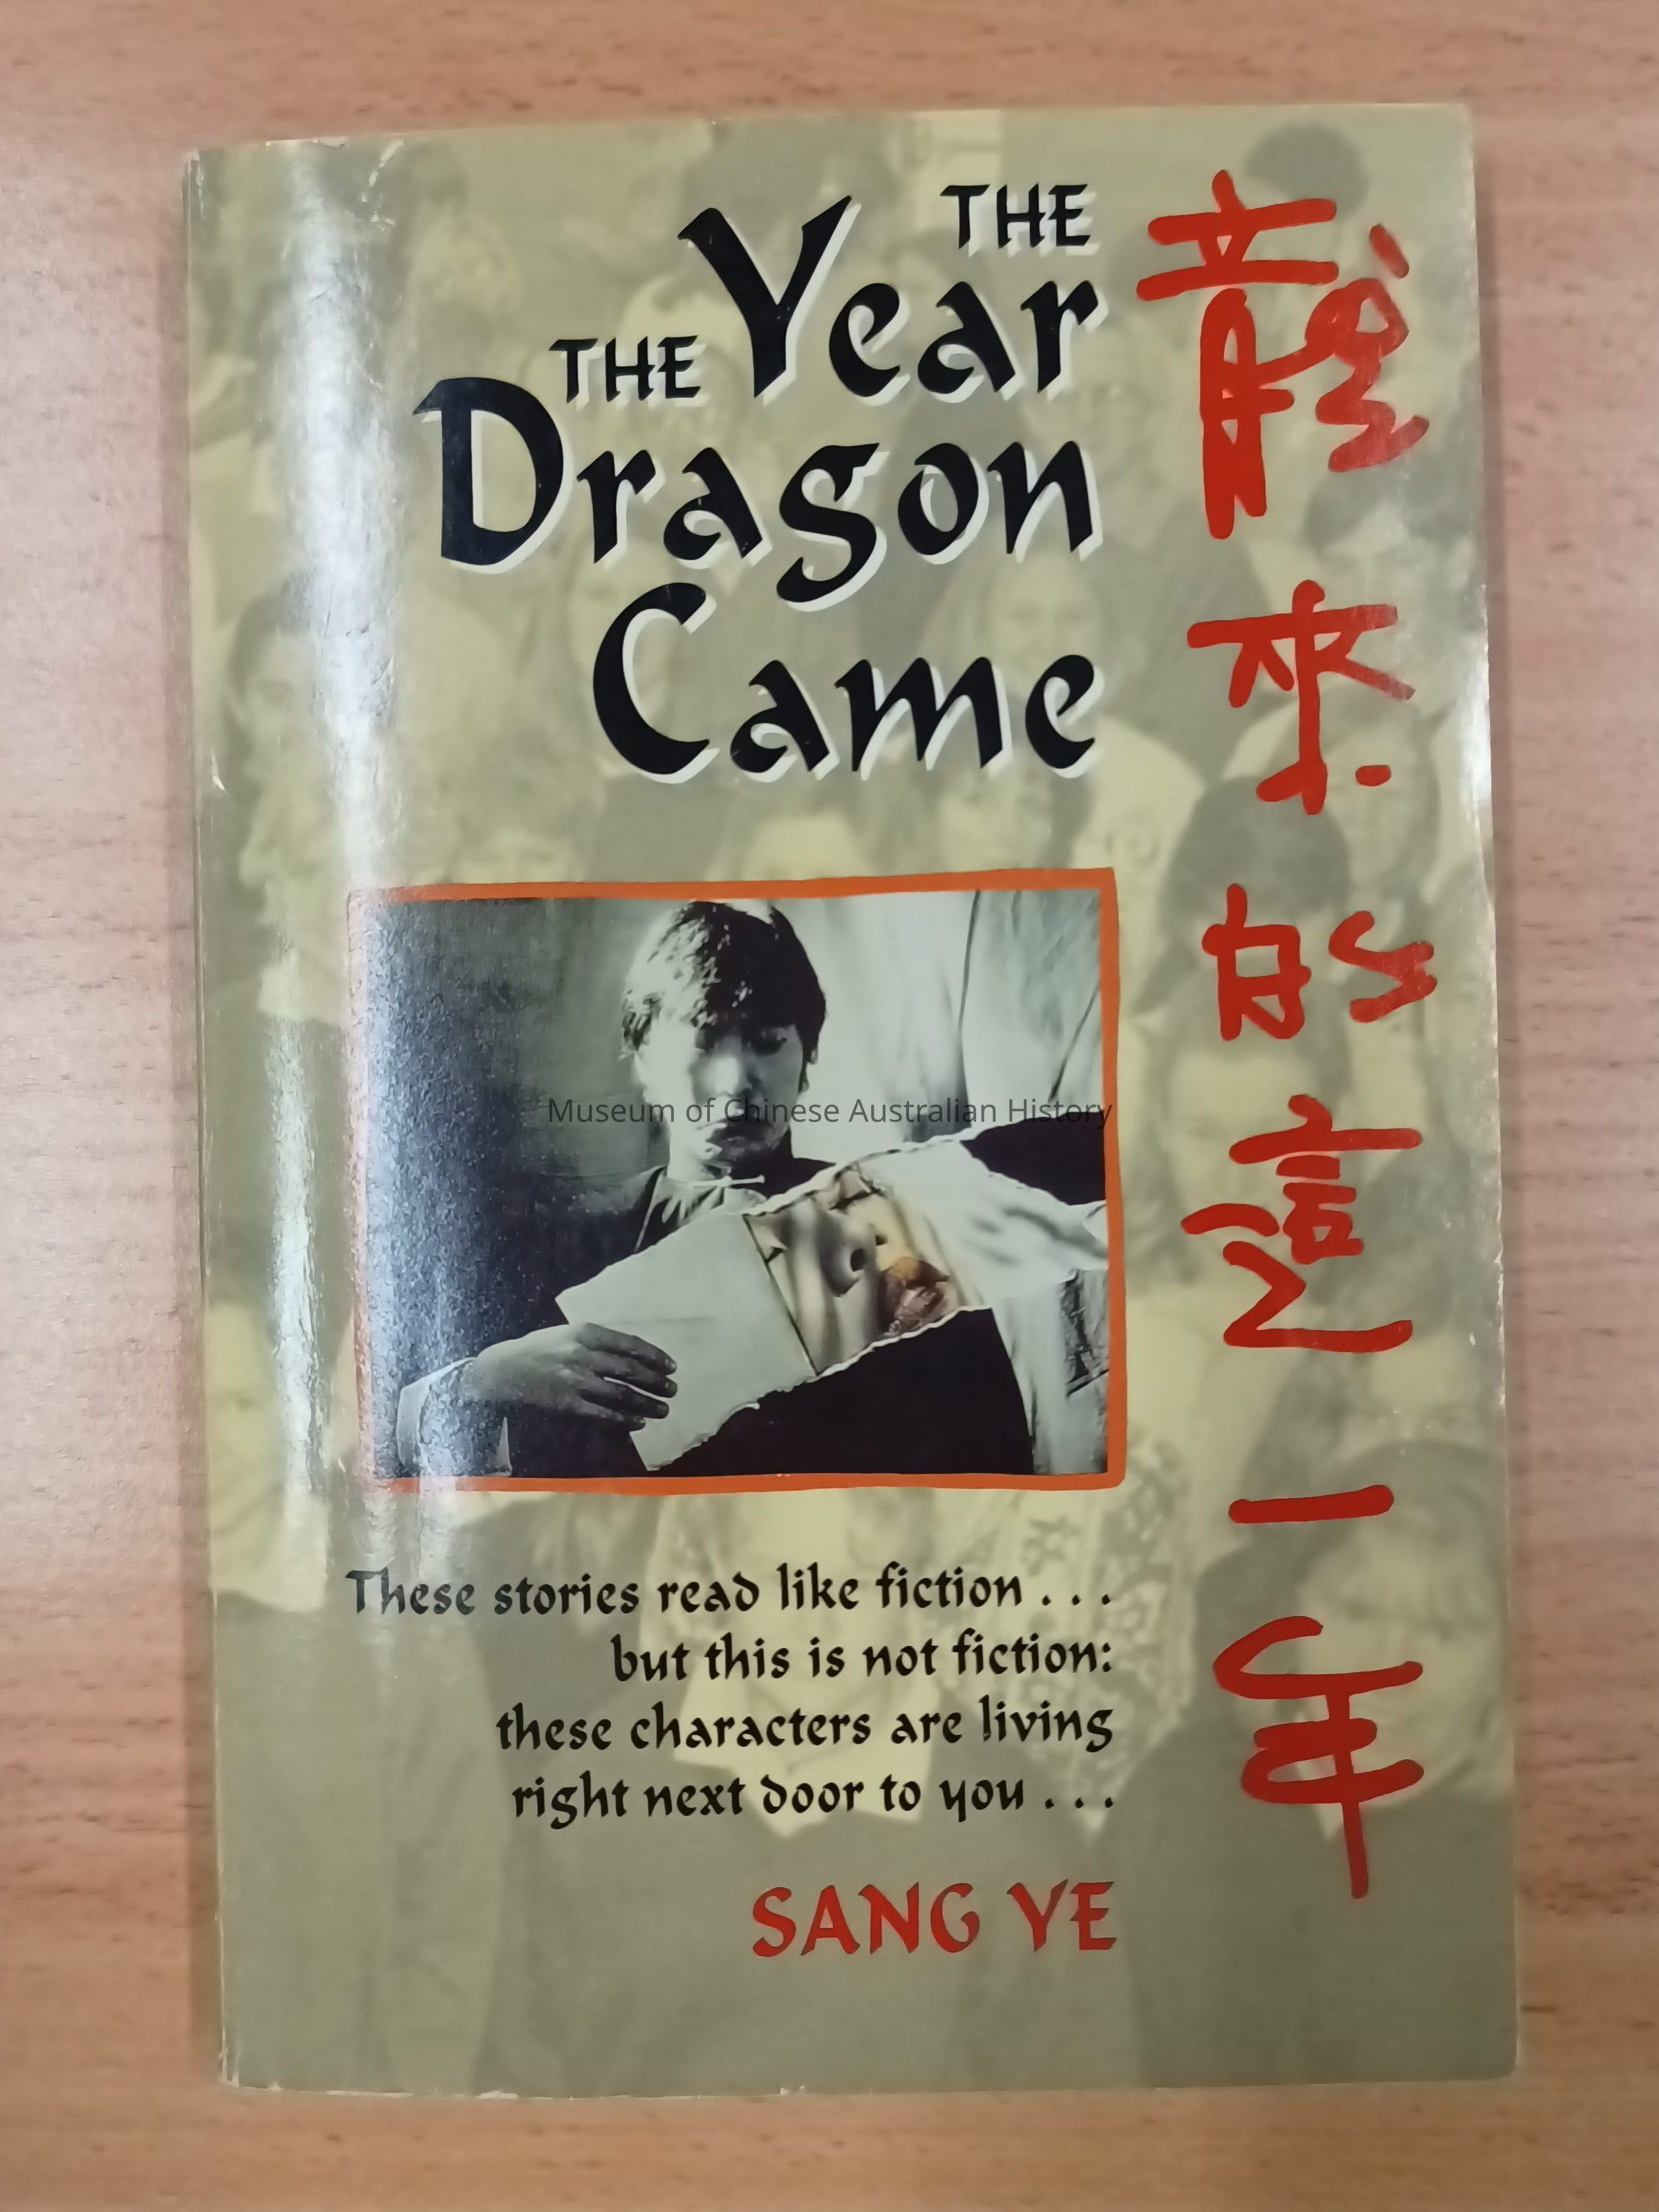 THE
Year
THE
Dragon
Came
龍來的這一年
Museum of Chinese Australian History
These stories read like fiction . . .
but this is not fiction:
these characters are living
right next door to you . . .
SANG YE